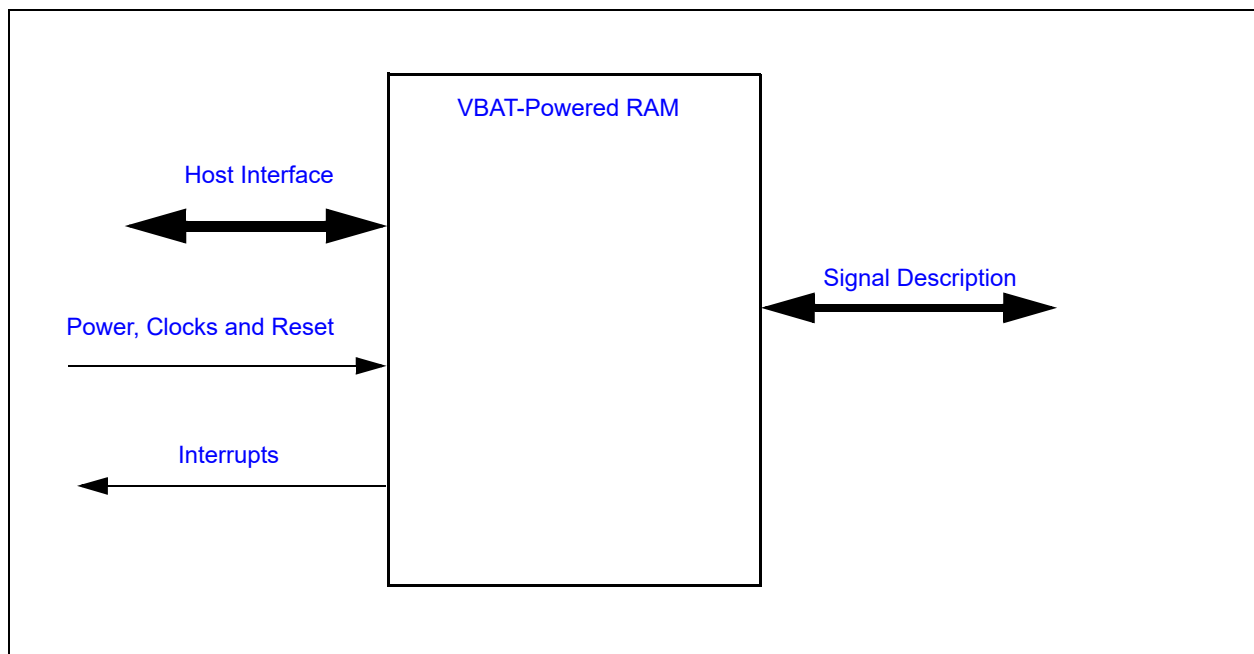 VBAT-Powered RAM
Host Interface
Signal Description
Power, Clocks and Reset
Interrupts